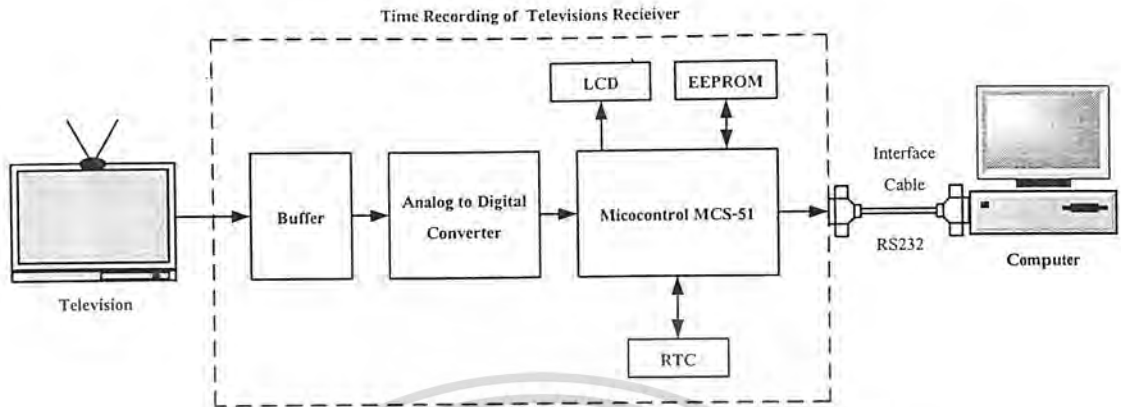 Time Recording of Televisions Recieiver
LCD
EEPROM
Buffer
Analog to Digital
Converter
Micocontrol MCS-51
RTC
Television
Interface
Cable
RS232
Computer